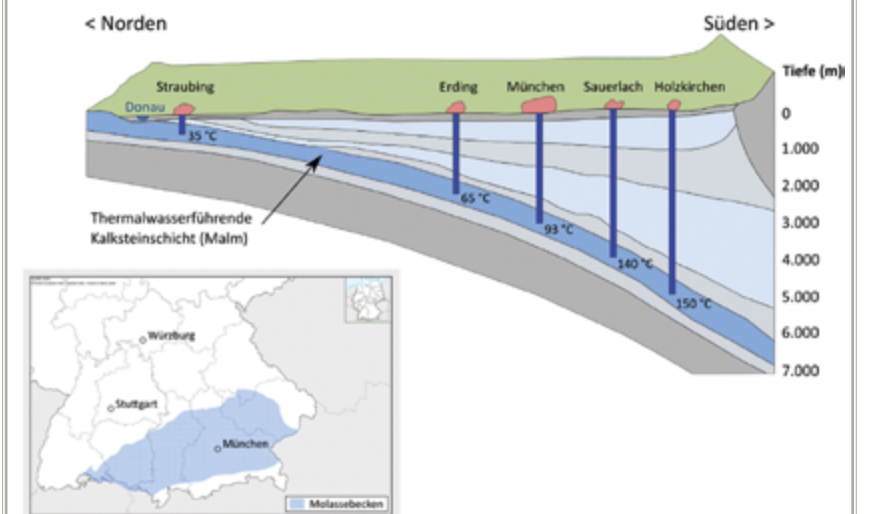 < Norden
Süden >
Tiefe (m)
Straubing
Erding
München
Sauerlach
Holzkirchen
Donau
0
35 °C
1.000
2.000
65 °C
Thermalwasserführende
Kalksteinschicht (Malm)
3.000
93 °C
4.000
140 °C
5.000
150 °C
6.000
7.000
Würzburg
Stuttgart
München
Molassebecken